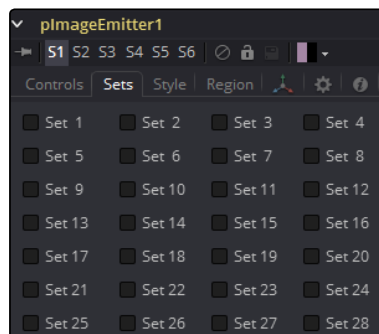 pImageEmitter1
S1 S2 S3 S4 S5 S6
Controls Sets Style Region
Set 1 Set 2 Set 3 Set 4
Set 5 Set 6 Set 7 Set 8
Set 9 Set 10 Set 11 Set 12
Set 13 Set 14 Set 15 Set 16
Set 17 Set 18 Set 19 Set 20
Set 21 Set 22 Set 23 Set 24
Set 25 Set 26 Set 27 Set 28